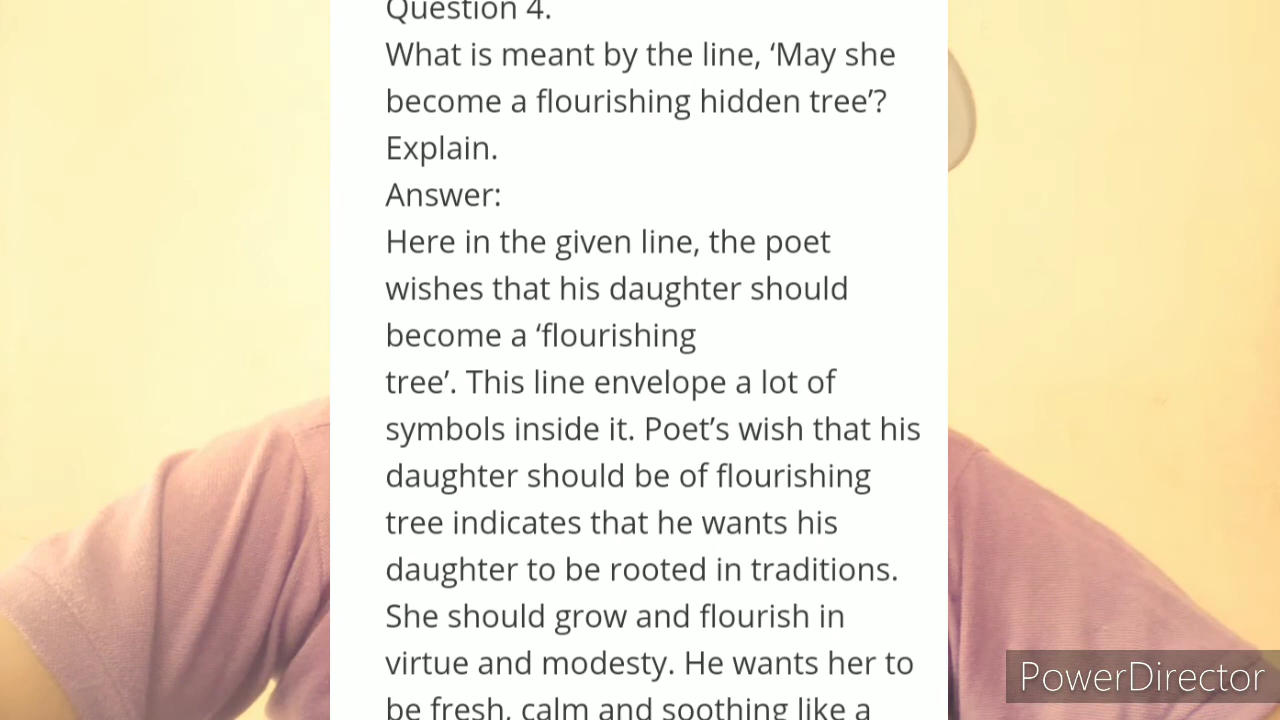 Question 4.
What is meant by the line, ‘May she
become a flourishing hidden tree’?
Explain.
Answer:
Here in the given line, the poet
wishes that his daughter should
become a ‘flourishing
tree’. This line envelope a lot of
symbols inside it. Poet’s wish that his
daughter should be of flourishing
tree indicates that he wants his
daughter to be rooted in traditions.
She should grow and flourish in
virtue and modesty. He wants her to
be fresh, calm and soothing like a
PowerDirector